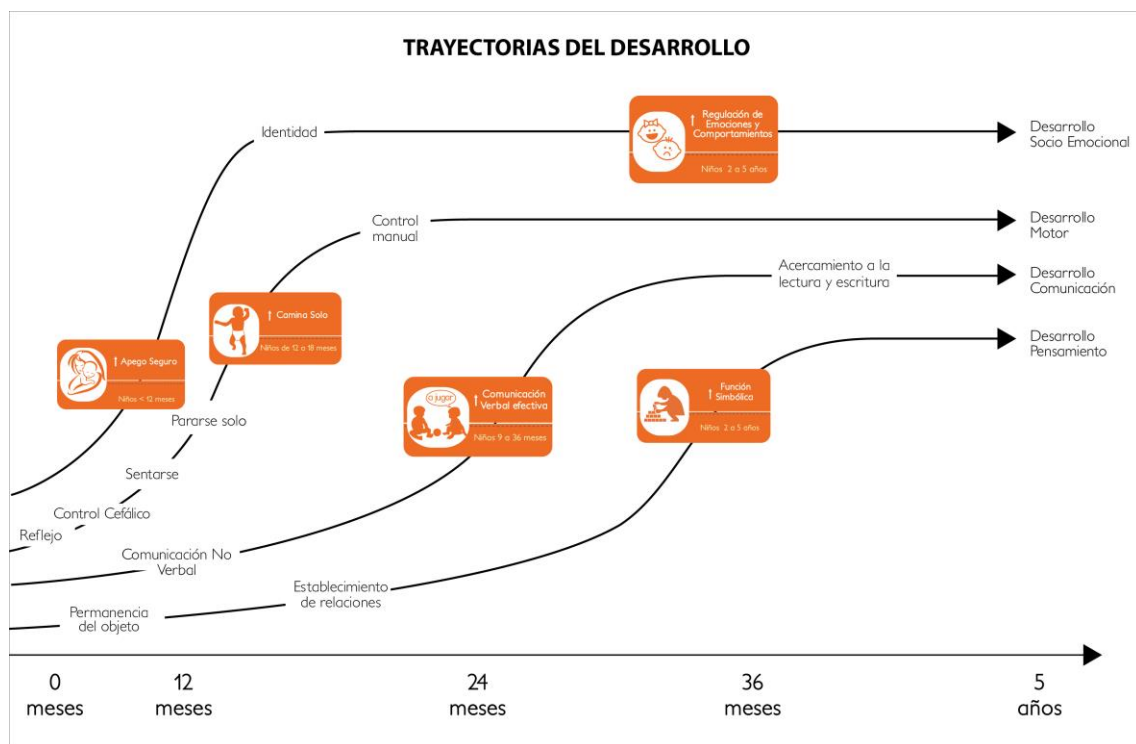 TRAYECTORIAS DEL DESARROLLO
Identidad
↑ Regulación de
Emociones y
Comportamientos
Niños 2 a 5 años
Desarrollo
Socio Emocional
Control
manual
Desarrollo
Motor
Acercamiento a la
lectura y escritura
Desarrollo
Comunicación
↑ Camina Solo
Niños de 12 a 18 meses
Desarrollo
Pensamiento
↑ Apego Seguro
Niños < 12 meses
a jugar
↑ Comunicación
Verbal efectiva
Niños 9 a 36 meses
↑ Función
Simbólica
Niños 2 a 5 años
Pararse solo
Sentarse
Control Cefálico
Reflejo
Comunicación No
Verbal
Establecimiento
de relaciones
Permanencia
del objeto
0
meses
12
meses
24
meses
36
meses
5
años